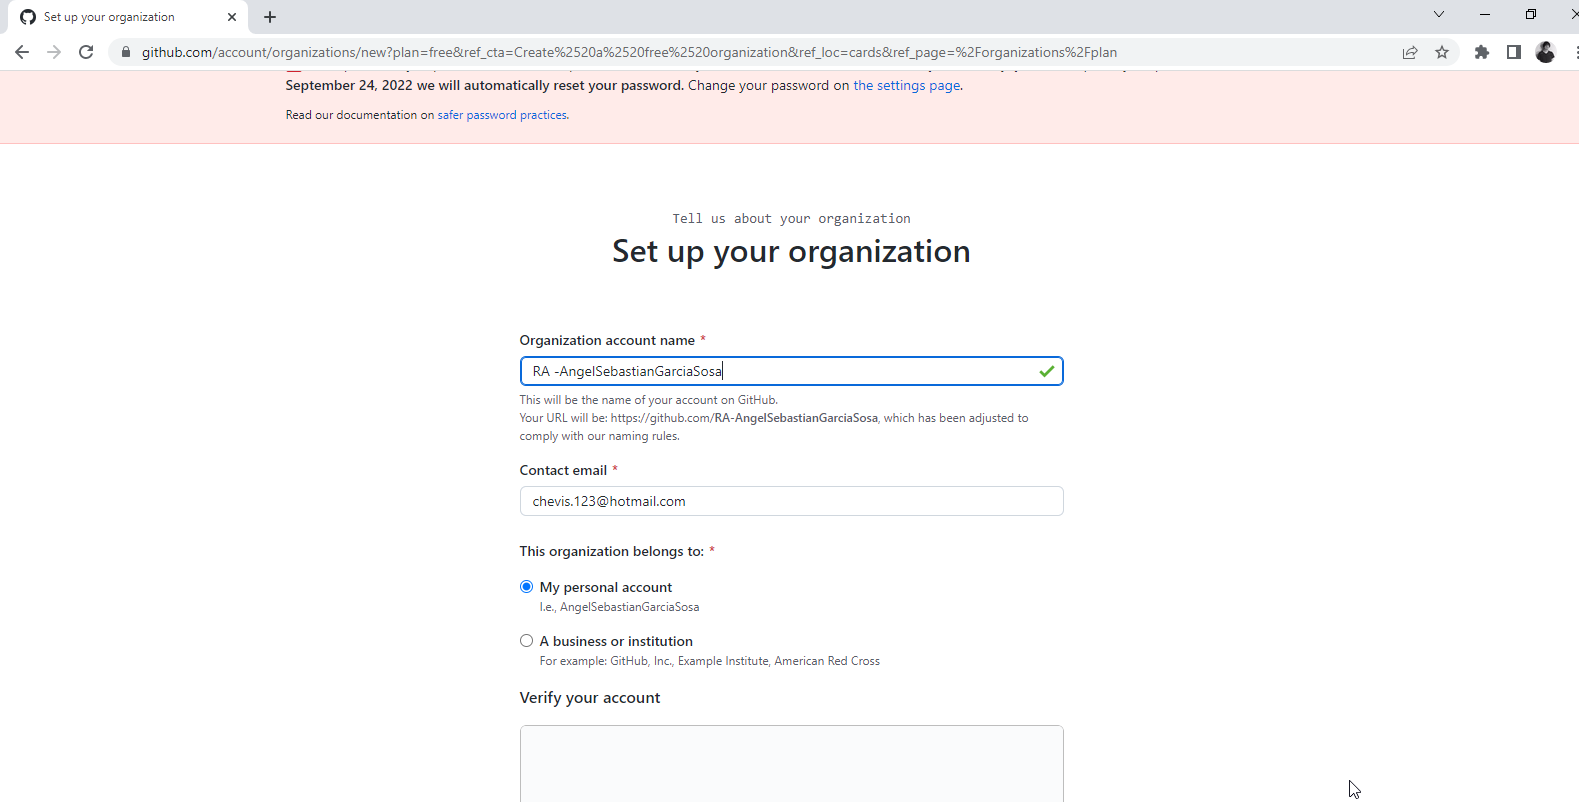 Set up your organization
github.com/account/organizations/new?plan=free&ref_cta=Create%2520a%2520free%2520organization&ref_loc=cards&ref_page=%2Forganizations%2Fplan
September 24, 2022 we will automatically reset your password. Change your password on the settings page.
Read our documentation on safer password practices.
Tell us about your organization
Set up your organization
Organization account name *
RA -AngelSebastianGarciaSosa
This will be the name of your account on GitHub.
Your URL will be: https://github.com/RA-AngelSebastianGarciaSosa, which has been adjusted to
comply with our naming rules.
Contact email *
chevis.123@hotmail.com
This organization belongs to: *
My personal account
I.e., AngelSebastianGarciaSosa
A business or institution
For example: GitHub, Inc., Example Institute, American Red Cross
Verify your account